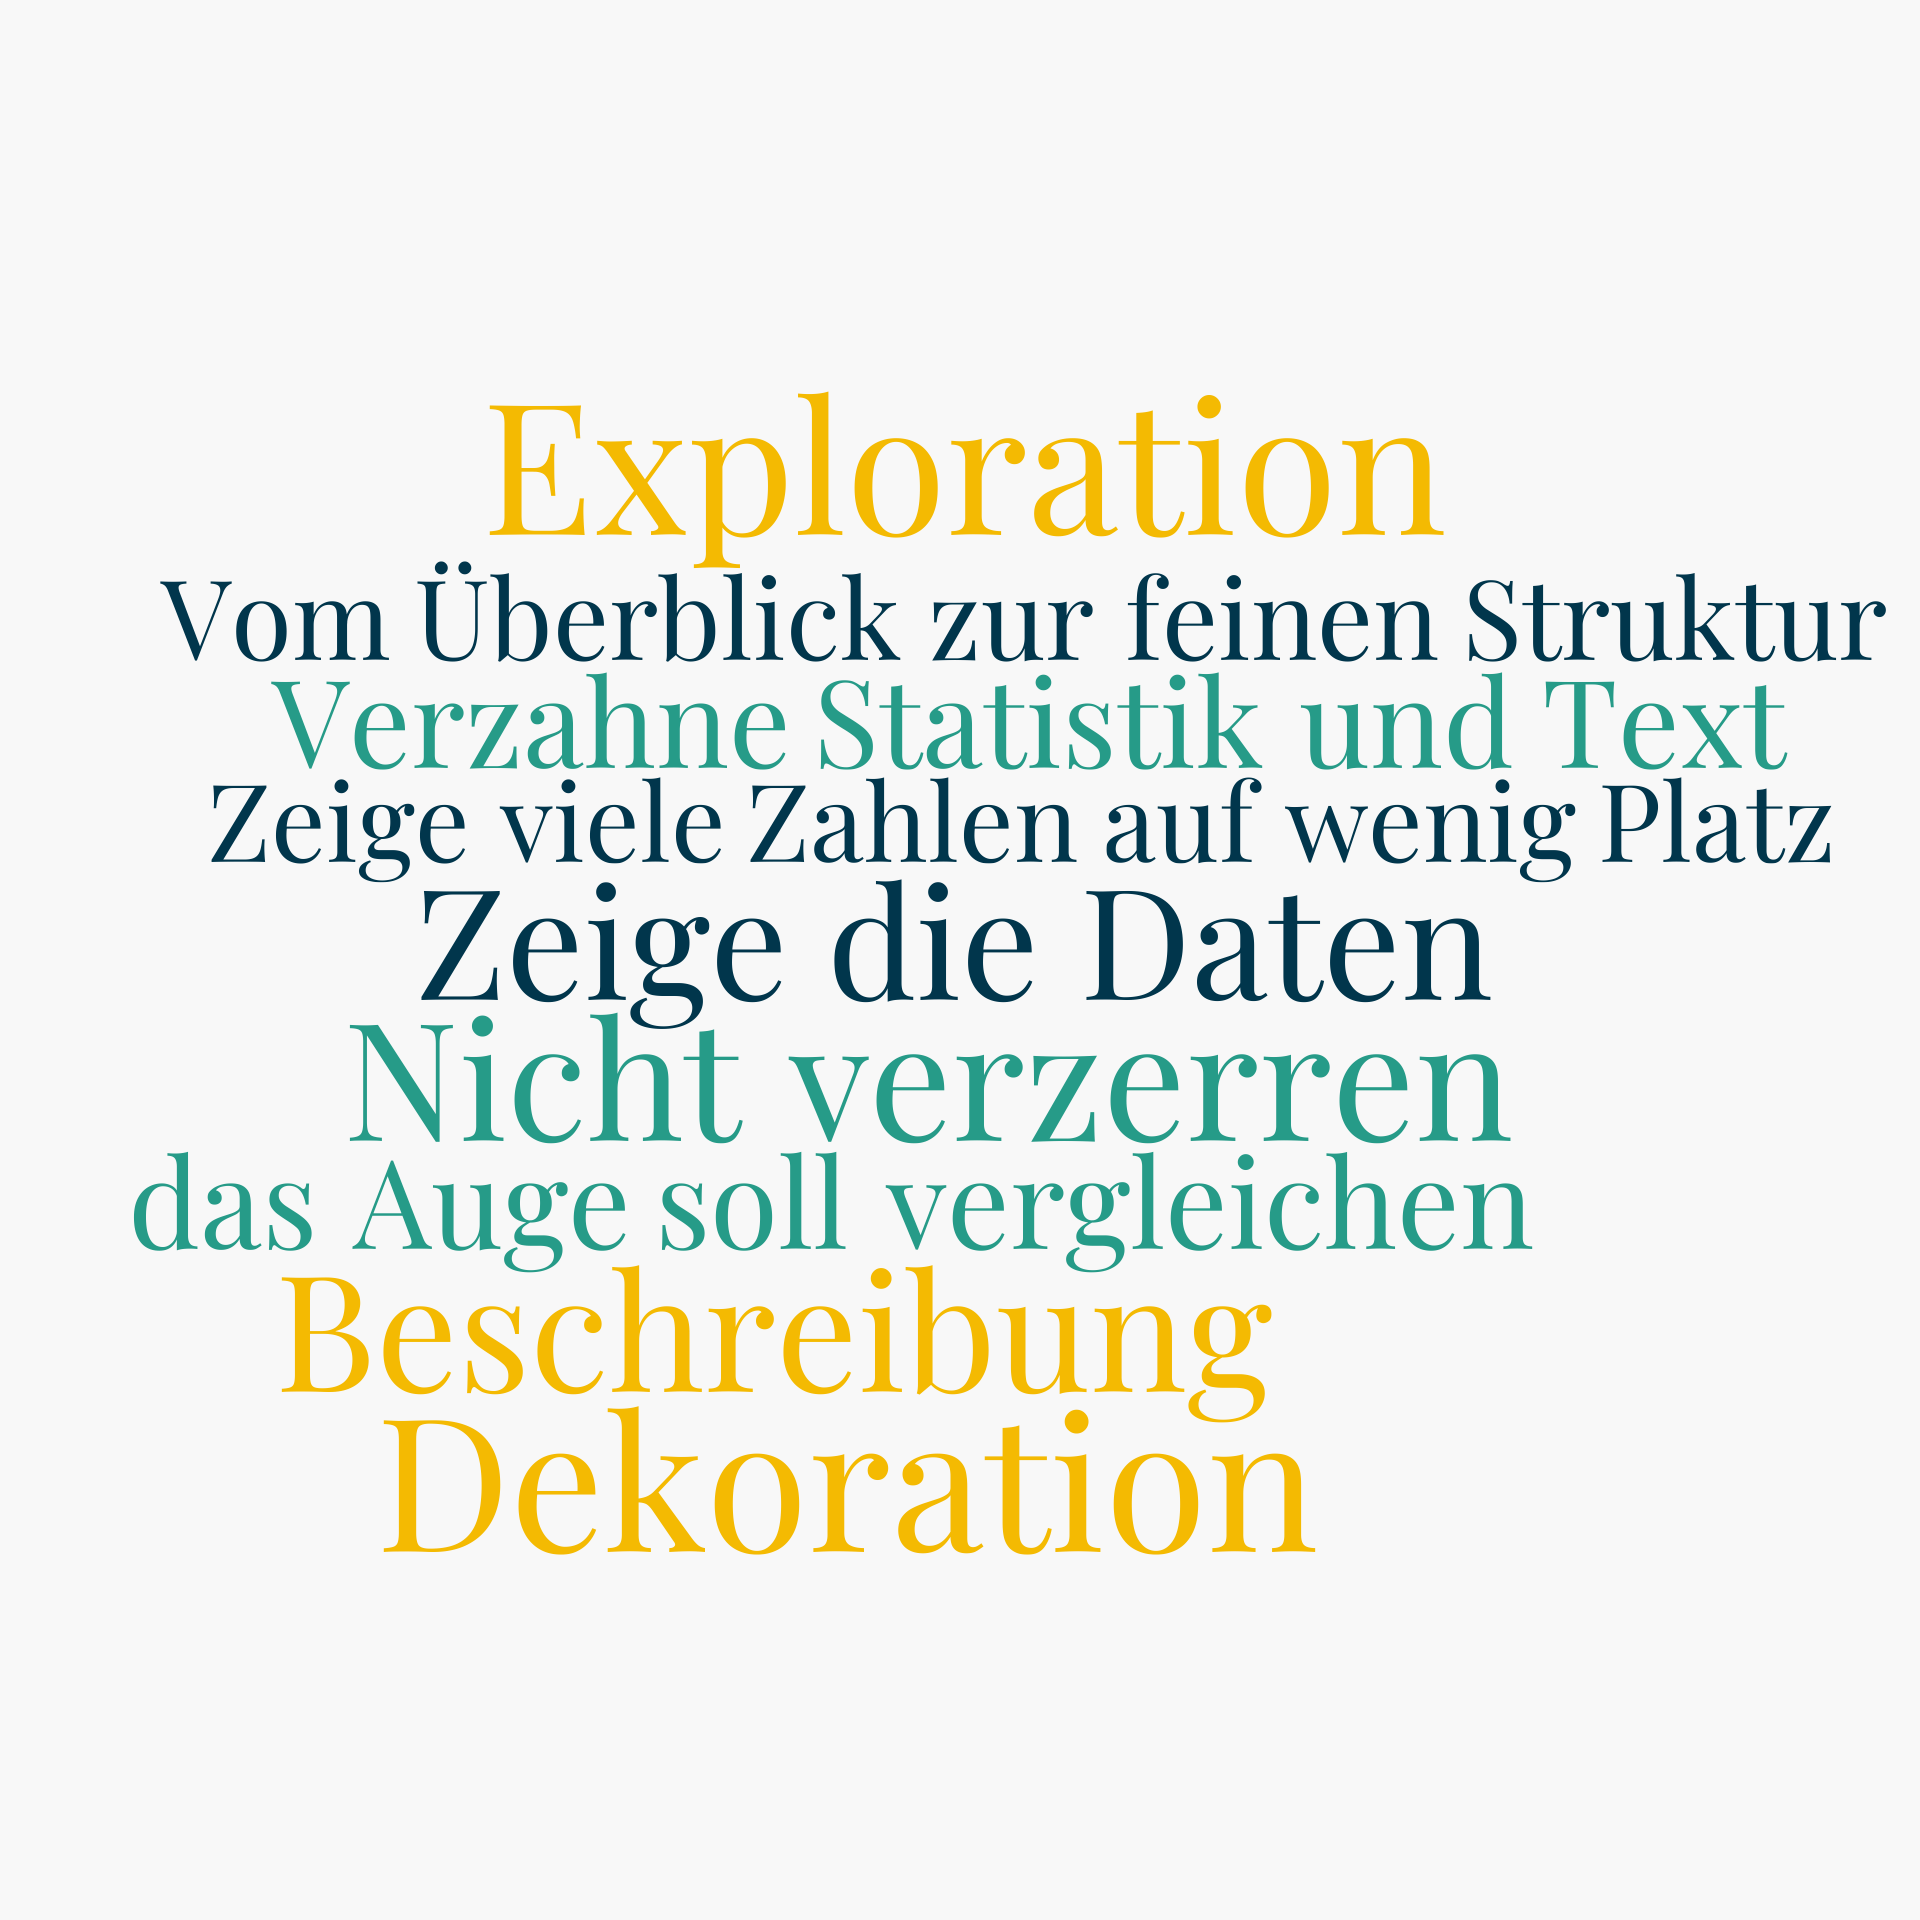 Exploration
Vom Überblick zur feinen Struktur
Verzahne Statistik und Text
Zeige viele Zahlen auf wenig Platz
Zeige die Daten
Nicht verzerren
das Auge soll vergleichen
Beschreibung
Dekoration